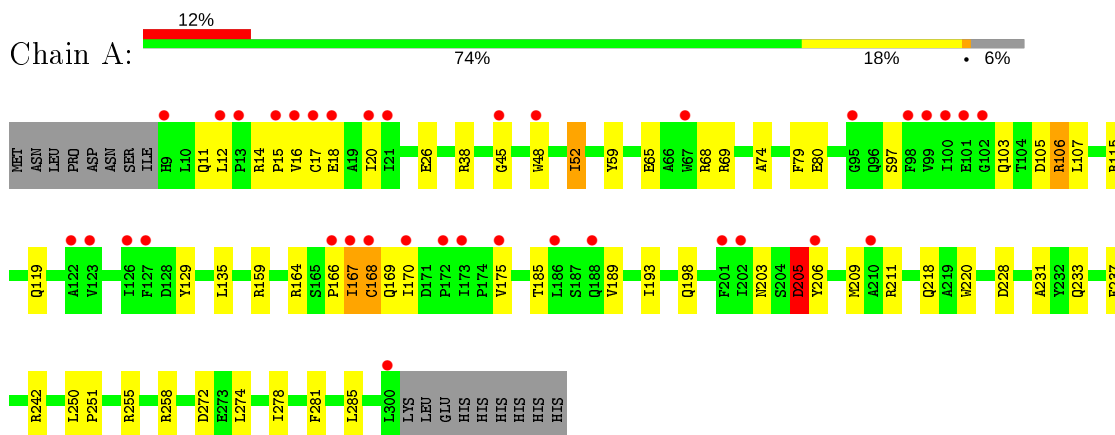 12%
Chain A:
74% 18% • 6%
MET ASN LEU PRO ASP ASN SER ILE H9 L10 Q11 L12 P13 R14 P15 V16 C17 E18 A19 I20 I21 E26 R38 G45 W48 I52 Y59 E65 A66 W67 R68 R69 A74 F79 E80 G95 Q96 S97 F98 V99 I100 E101 G102 Q103 T104 D105 R106 L107
Q119 A122 V123 I126 F127 D128 Y129 L135 R159 R164 S165 P166 I167 C168 Q169 I170 D171 P172 I173 P174 V175 T185 L186 S187 Q188 V189 I193 Q198 F201 I202 N203 S204 D205 Y206 M209 A210 R211 Q218 A219 W220 D228 A231 Y232 Q233
R242 L250 P251 R255 R258 D272 E273 L274 I278 F281 L285 L300 LYS LEU GLU HIS HIS HIS HIS HIS HIS